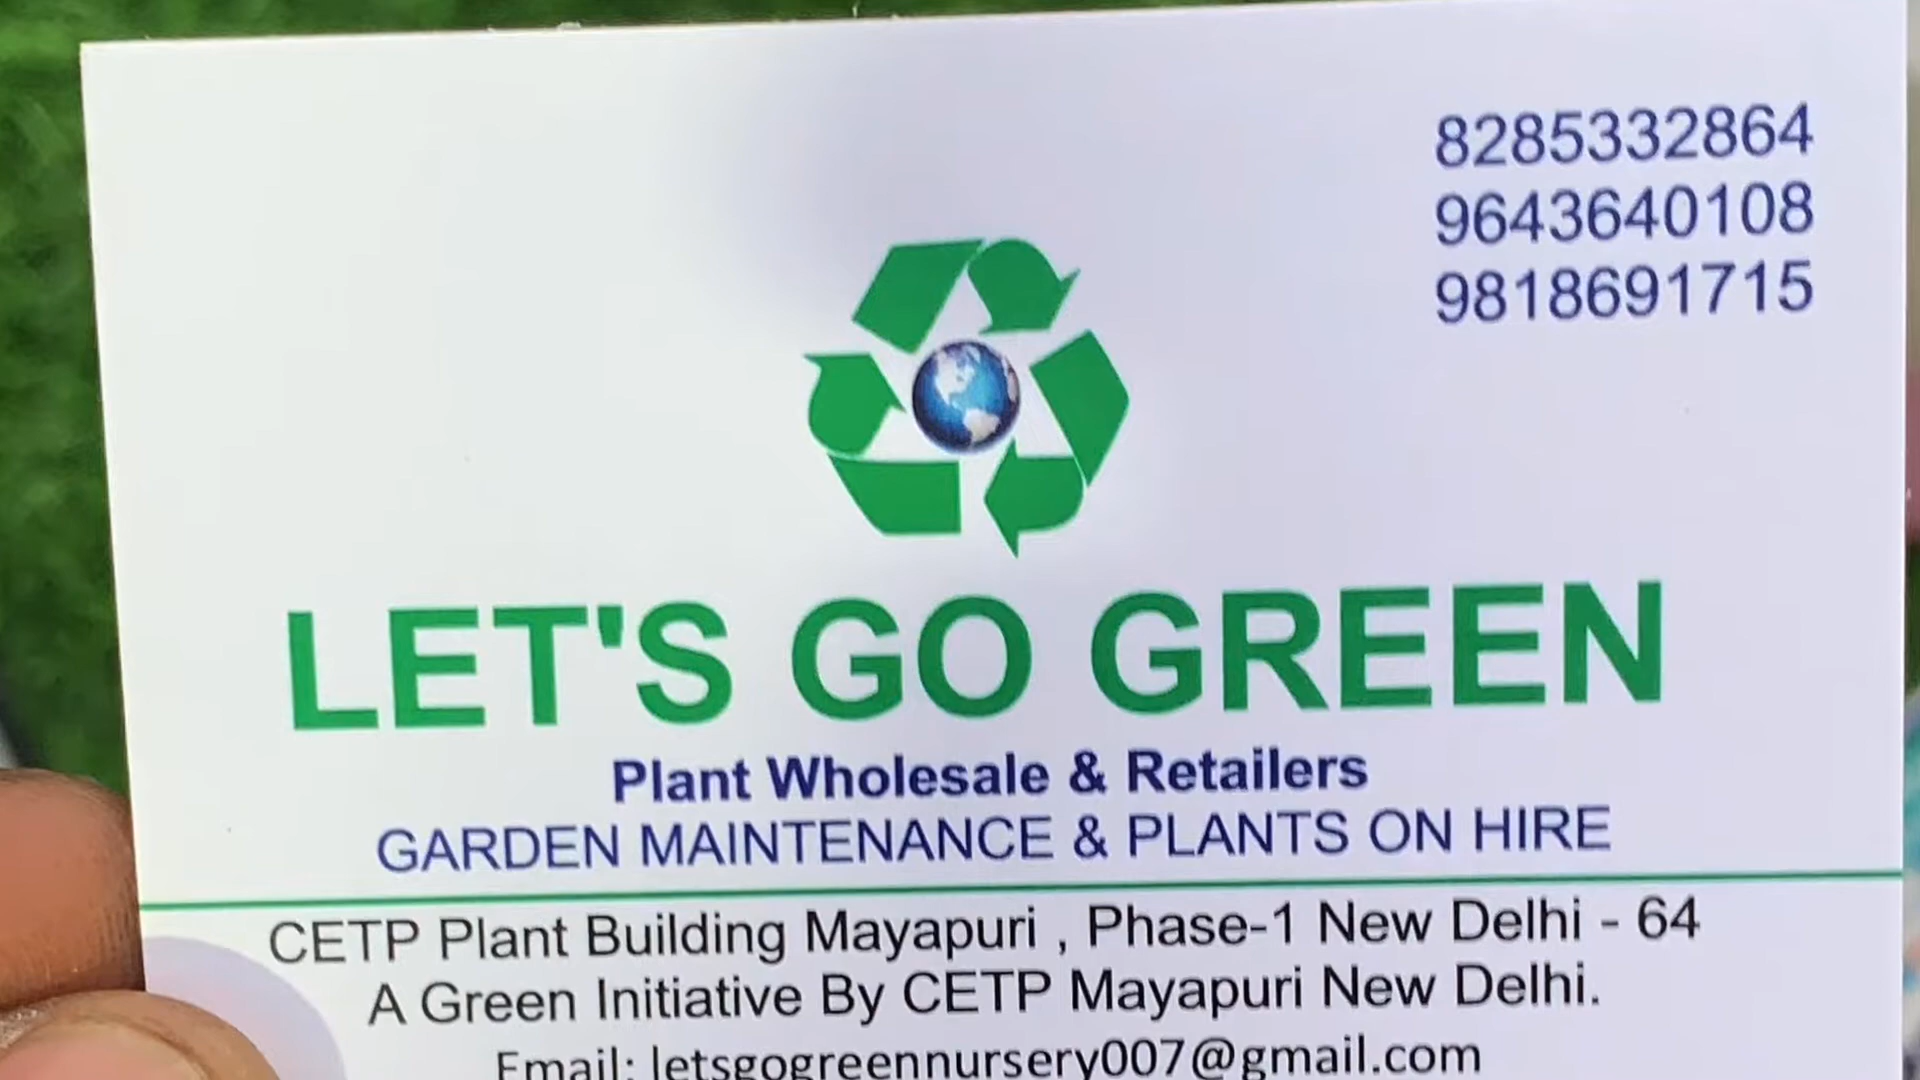 8285332864
9643640108
9818691715
LET'S GO GREEN
Plant Wholesale & Retailers
GARDEN MAINTENANCE & PLANTS ON HIRE
CETP Plant Building Mayapuri , Phase-1 New Delhi - 64
A Green Initiative By CETP Mayapuri New Delhi.
Email: letsgogreennursery007@gmail.com